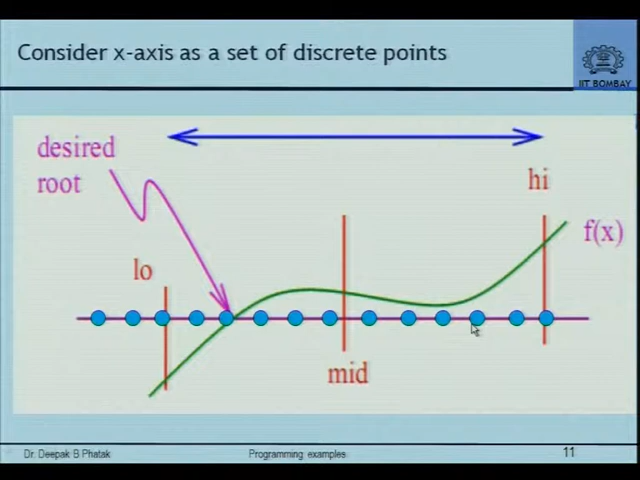 Consider x-axis as a set of discrete points
IIT BOMBAY
desired
root
hi
f(x)
lo
mid
Dr. Deepak B Phatak
Programming examples
11